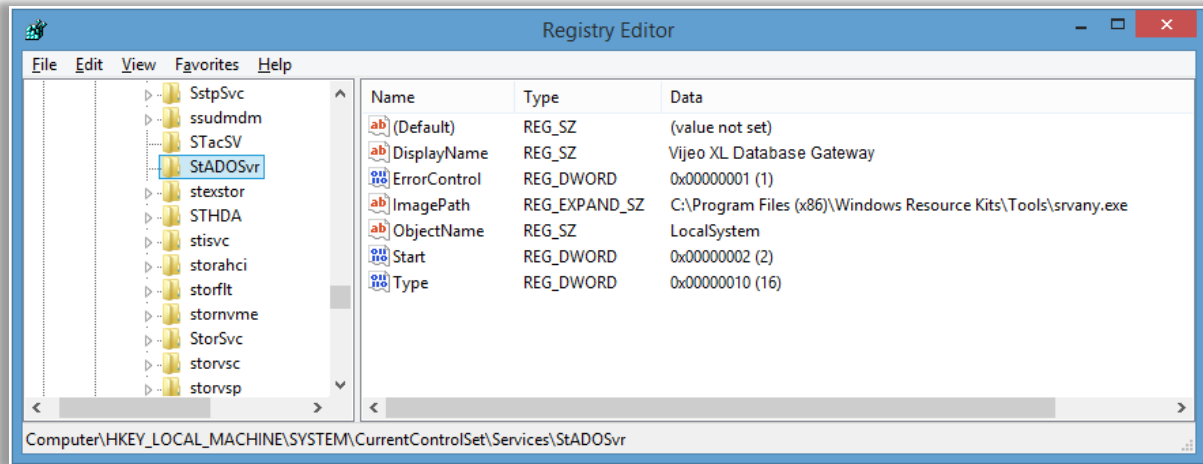 Registry Editor
File Edit View Favorites Help
SstpSvc
ssudmdm
STacSV
StADOSvr
stexstor
STHDA
stisvc
storahci
storflt
stornvme
StorSvc
storvsc
storvsp
Name Type Data
(Default) REG_SZ (value not set)
DisplayName REG_SZ Vijeo XL Database Gateway
ErrorControl REG_DWORD 0x00000001 (1)
ImagePath REG_EXPAND_SZ C:\Program Files (x86)\Windows Resource Kits\Tools\srvany.exe
ObjectName REG_SZ LocalSystem
Start REG_DWORD 0x00000002 (2)
Type REG_DWORD 0x00000010 (16)
Computer\HKEY_LOCAL_MACHINE\SYSTEM\CurrentControlSet\Services\StADOSvr